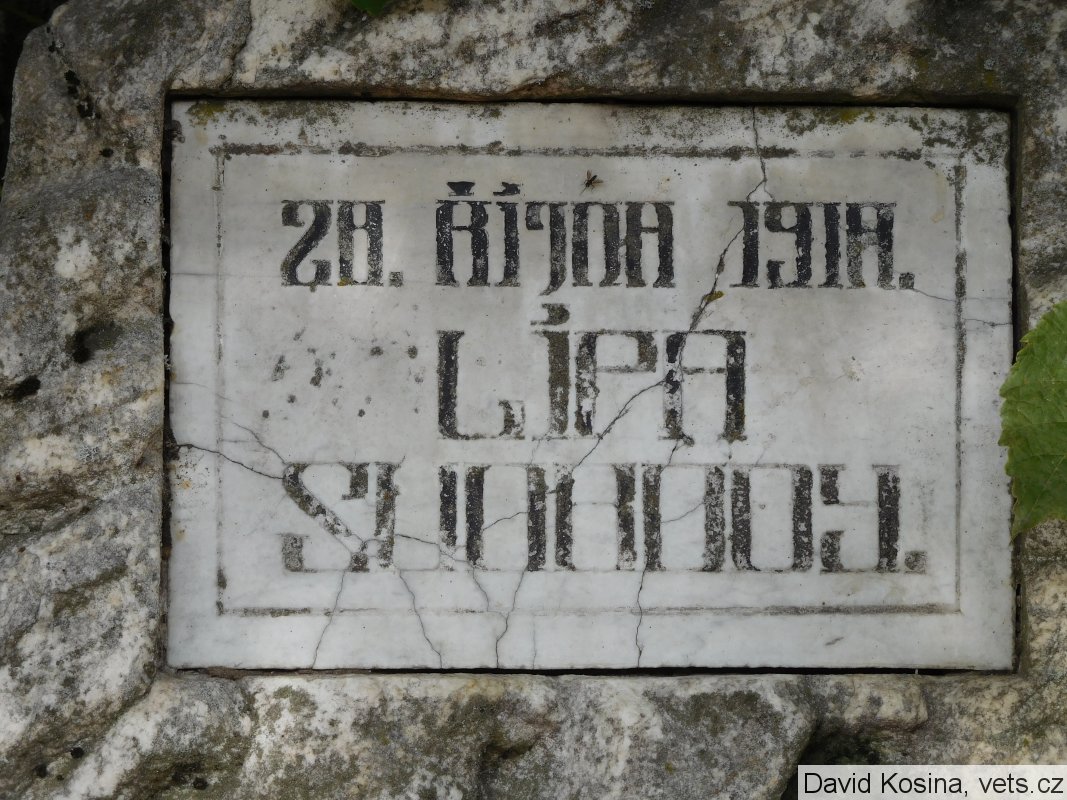 28. ŘÍJNA 1918.
LÍPA
SVOBODY.
David Kosina, vets.cz